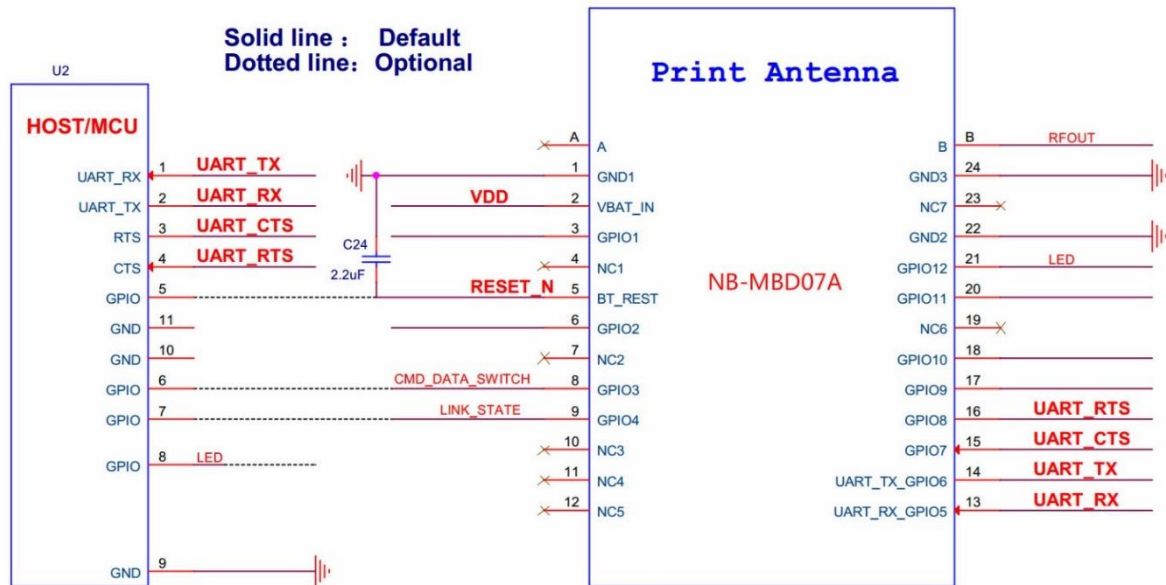 Solid line： Default
Dotted line：Optional
U2
HOST/MCU
UART_RX 1 UART_TX
UART_TX 2 UART_RX
RTS 3 UART_CTS
CTS 4 UART_RTS
GPIO 5
GND 11
GND 10
GPIO 6
GPIO 7
GPIO 8 LED
GND 9
C24
2.2uF
Print Antenna
NB-MBD07A
A A
1 GND1
VDD 2 VBAT_IN
3 GPIO1
4 NC1
RESET_N 5 BT_REST
6 GPIO2
7 NC2
CMD_DATA_SWITCH 8 GPIO3
LINK_STATE 9 GPIO4
10 NC3
11 NC4
12 NC5
B B RFOUT
GND3 24
NC7 23
GND2 22
GPIO12 21 LED
GPIO11 20
NC6 19
GPIO10 18
GPIO9 17
GPIO8 16 UART_RTS
GPIO7 15 UART_CTS
UART_TX_GPIO6 14 UART_TX
UART_RX_GPIO5 13 UART_RX